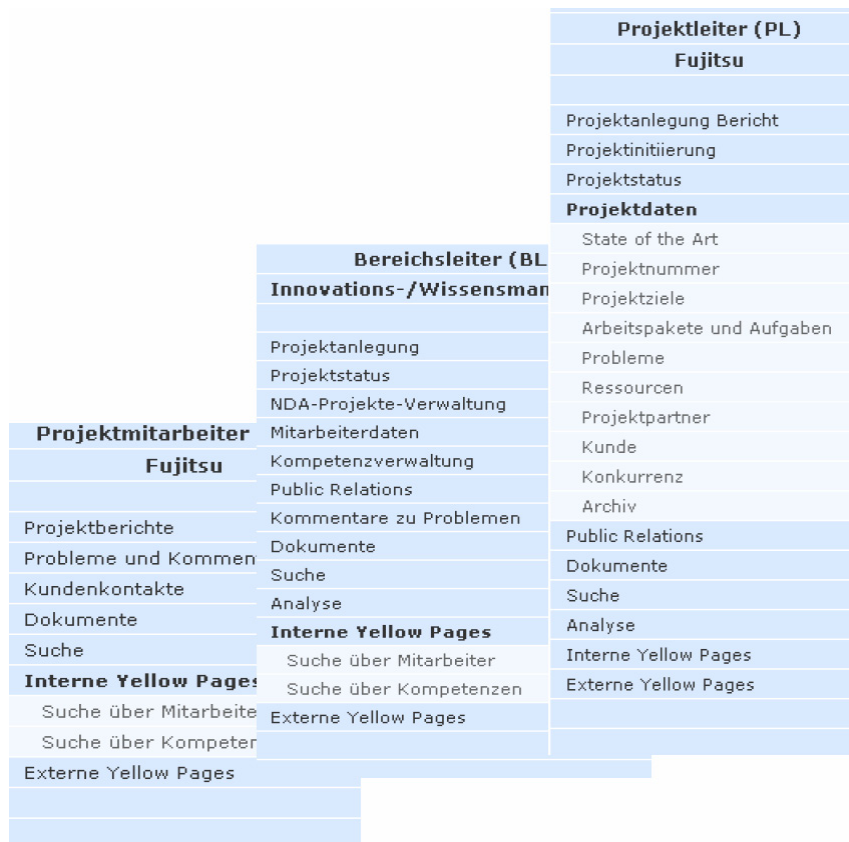 Projektmitarbeiter
Fujitsu
Projektberichte
Probleme und Kommen
Kundenkontakte
Dokumente
Suche
Interne Yellow Pages
Suche über Mitarbeite
Suche über Kompeten
Externe Yellow Pages
Bereichsleiter (BL
Innovations-/Wissensman
Projektanlegung
Projektstatus
NDA-Projekte-Verwaltung
Mitarbeiterdaten
Kompetenzverwaltung
Public Relations
Kommentare zu Problemen
Dokumente
Suche
Analyse
Interne Yellow Pages
Suche über Mitarbeiter
Suche über Kompetenzen
Externe Yellow Pages
Projektleiter (PL)
Fujitsu
Projektanlegung Bericht
Projektinitiierung
Projektstatus
Projektdaten
State of the Art
Projektnummer
Projektziele
Arbeitspakete und Aufgaben
Probleme
Ressourcen
Projektpartner
Kunde
Konkurrenz
Archiv
Public Relations
Dokumente
Suche
Analyse
Interne Yellow Pages
Externe Yellow Pages